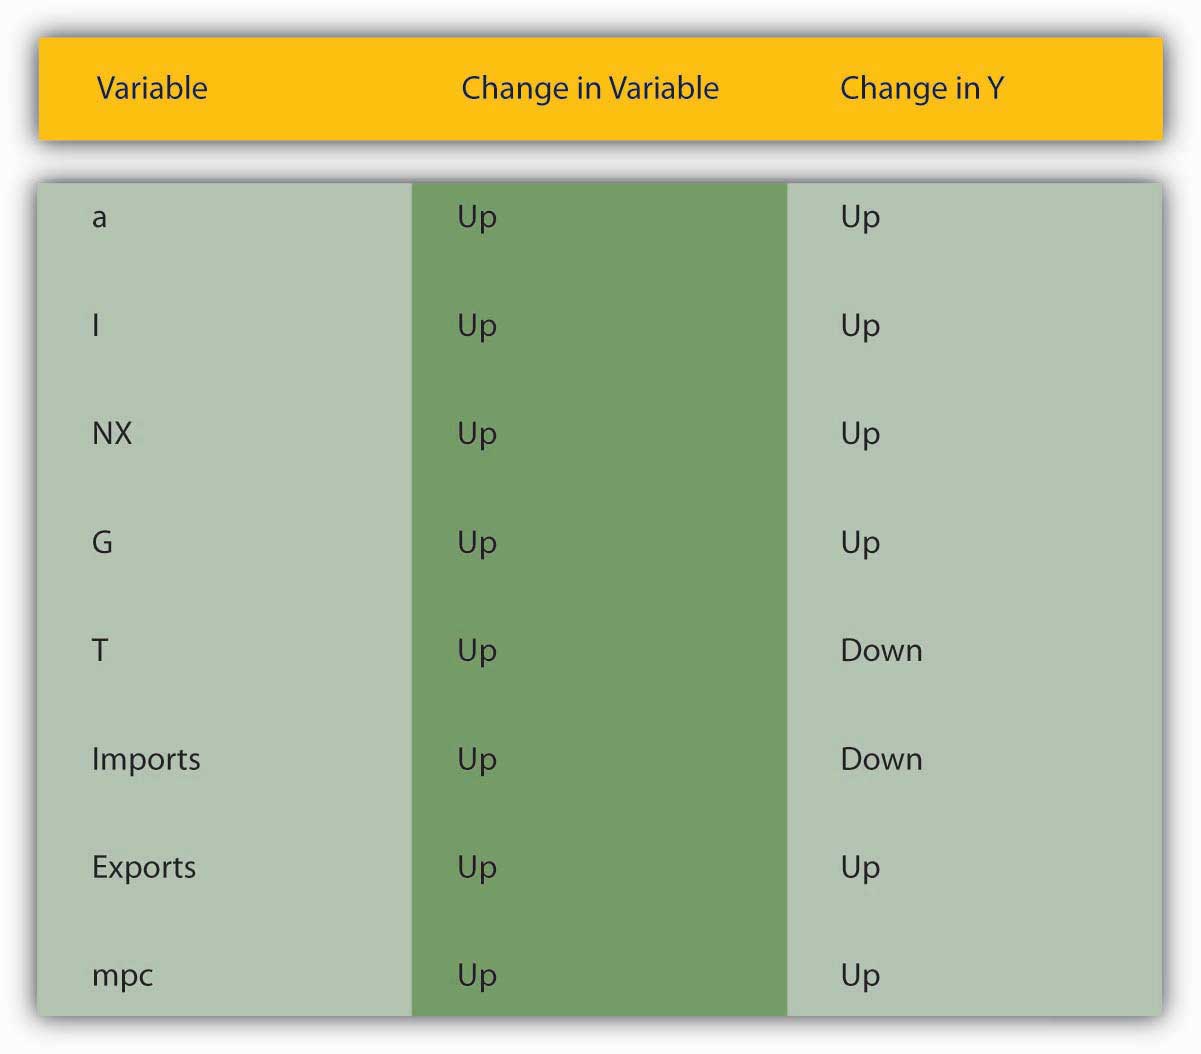 Variable Change in Variable Change in Y
a Up Up
I Up Up
NX Up Up
G Up Up
T Up Down
Imports Up Down
Exports Up Up
mpc Up Up